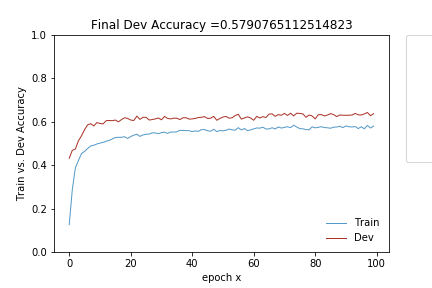 Final Dev Accuracy =0.5790765112514823
Train vs. Dev Accuracy
1.0
0.8
0.6
0.4
0.2
0.0
0 20 40 60 80 100
epoch x
Train
Dev